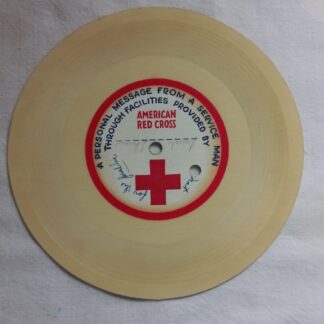 A PERSONAL MESSAGE FROM A SERVICE MAN
THROUGH FACILITIES PROVIDED BY
AMERICAN
RED CROSS